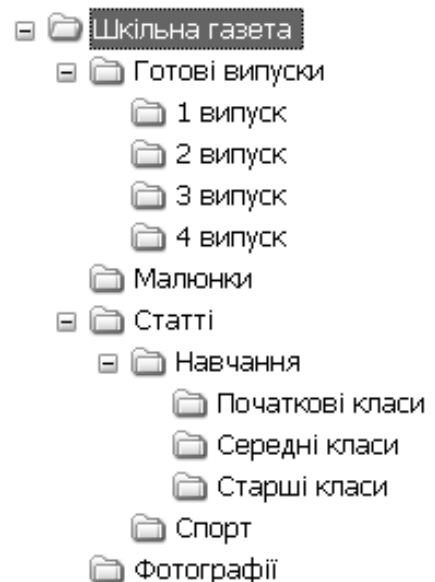 Шкільна газета
Готові випуски
1 випуск
2 випуск
3 випуск
4 випуск
Малюнки
Статті
Навчання
Початкові класи
Середні класи
Старші класи
Спорт
Фотографії